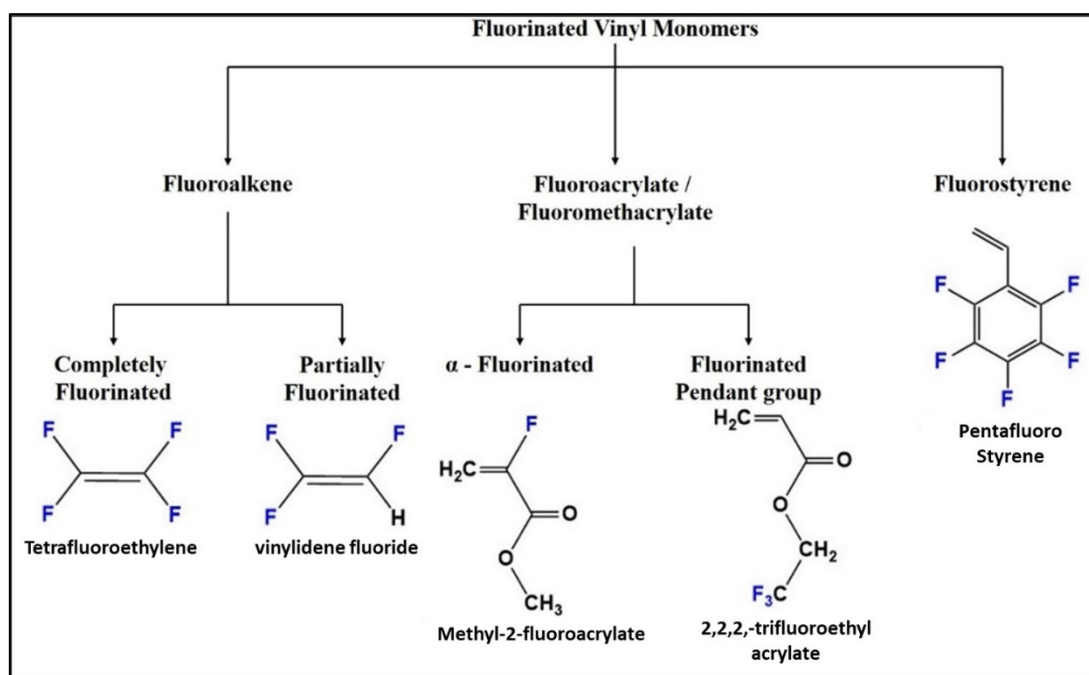 Fluorinated Vinyl Monomers
Fluoroalkene
Fluoroacrylate /
Fluoromethacrylate
Fluorostyrene
Completely
Fluorinated
Partially
Fluorinated
α - Fluorinated
Fluorinated
Pendant group
F
F
F
F
Tetrafluoroethylene
F
F
F
H
vinylidene fluoride
F
H₂C
O
O
CH₃
Methyl-2-fluoroacrylate
H₂C
O
O
CH₂
F₃C
2,2,2,-trifluoroethyl
acrylate
F
F
F
F
F
Pentafluoro
Styrene